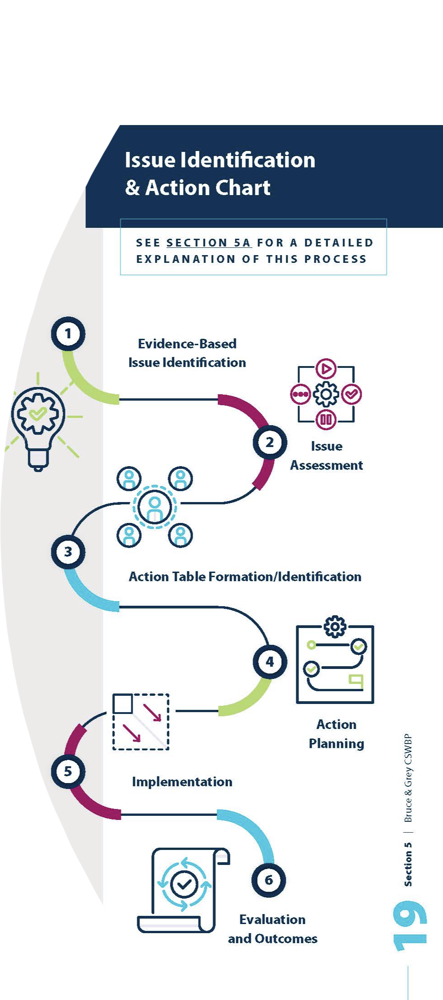 Issue Identification
& Action Chart
SEE SECTION 5A FOR A DETAILED
EXPLANATION OF THIS PROCESS
1
Evidence-Based
Issue Identification
2
Issue
Assessment
3
Action Table Formation/Identification
4
Action
Planning
5
Implementation
6
Evaluation
and Outcomes
19 Section 5 | Bruce & Grey CSWBP